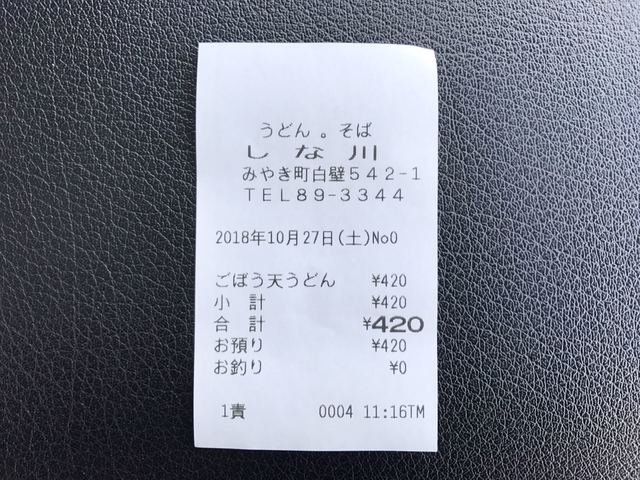 うどん。そば
しな川
みやき町白壁542-1
TEL89-3344
2018年10月27日(土)No0
ごぼう天うどん ¥420
小 計 ¥420
合 計 ¥420
お預り ¥420
お釣り ¥0
1責 0004 11:16TM